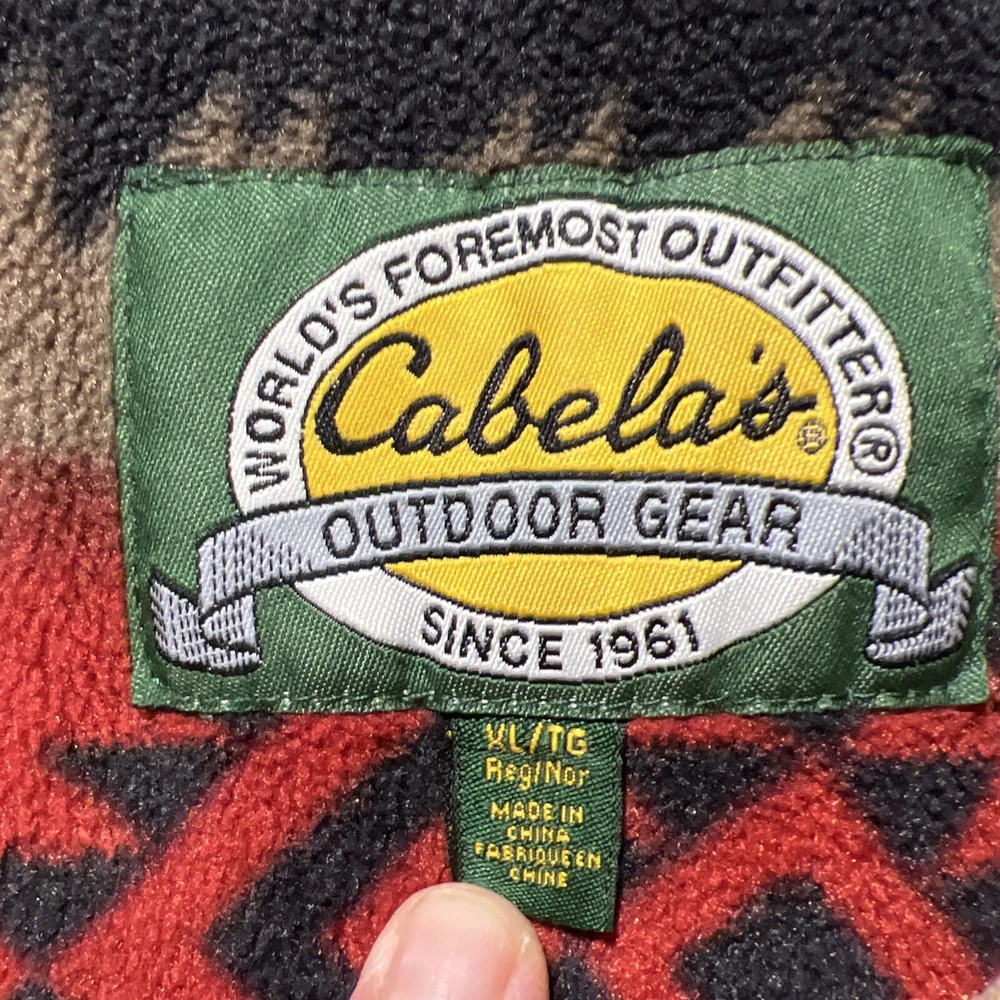 WORLD'S FOREMOST OUTFITTER®
Cabela's®
OUTDOOR GEAR
SINCE 1961
XL/TG
Reg/Nor
MADE IN
CHINA
FABRIQUE EN
CHINE